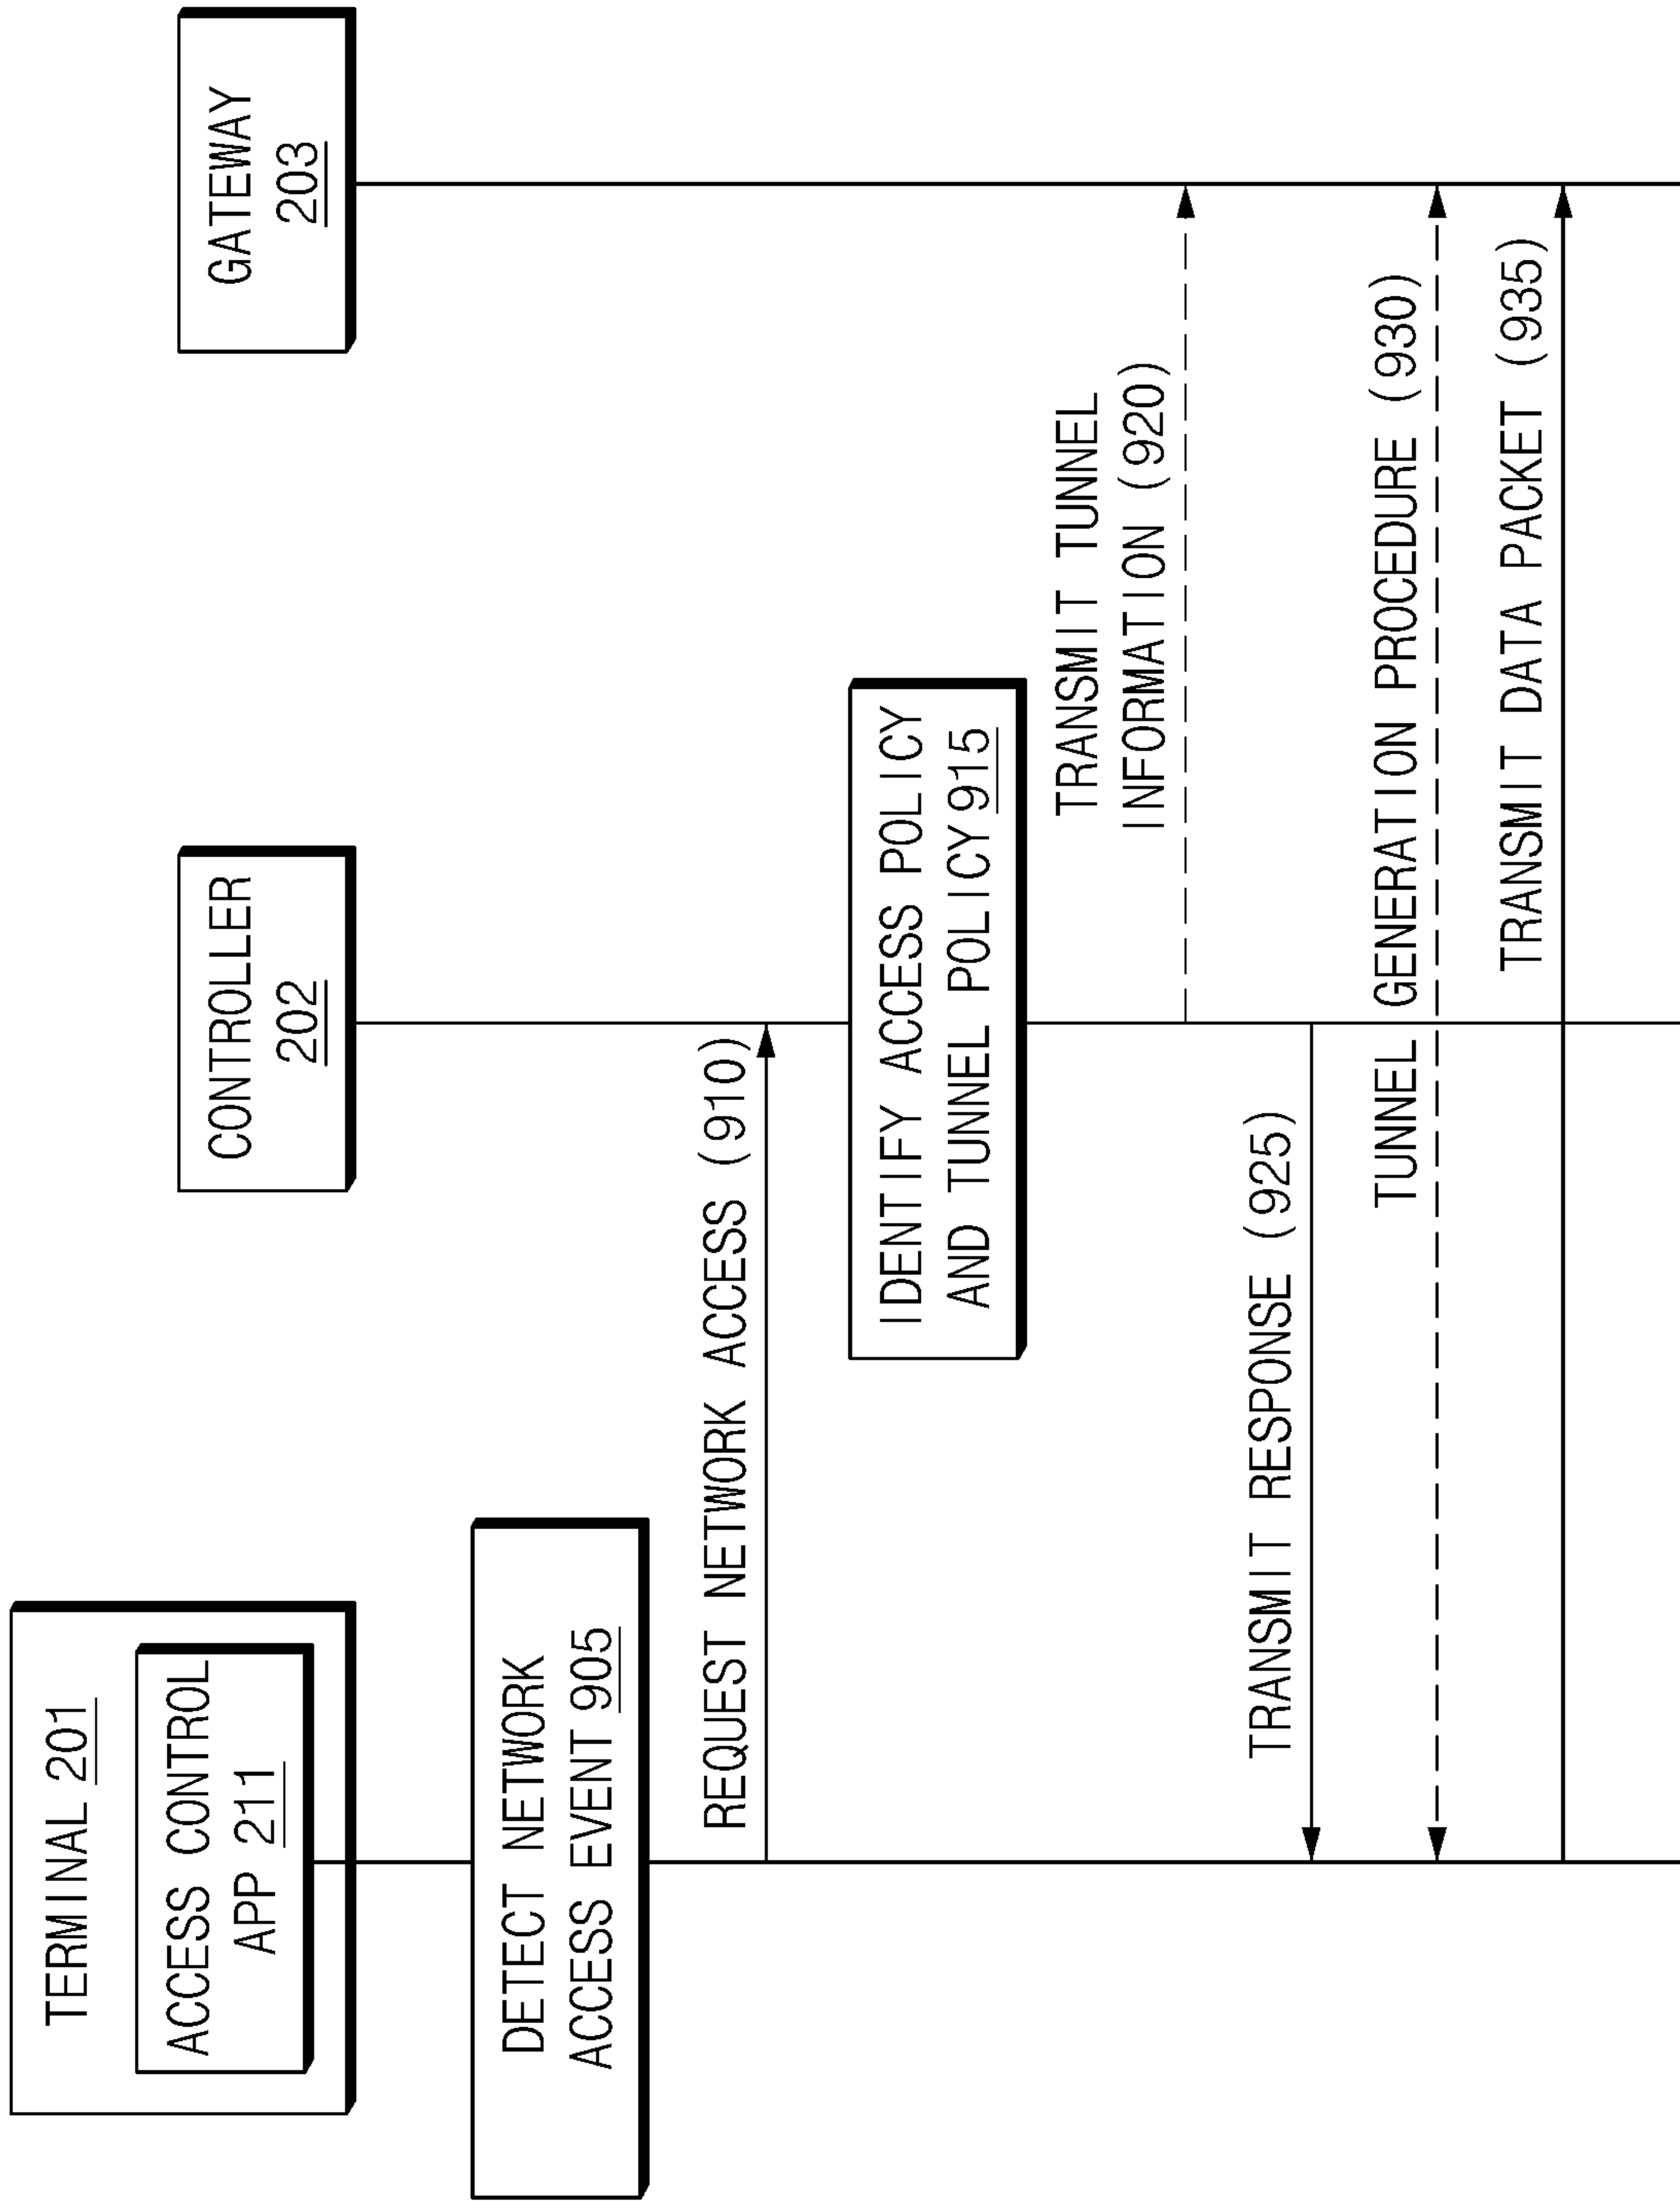 TERMINAL 201
ACCESS CONTROL
APP 211
CONTROLLER
202
GATEWAY
203
DETECT NETWORK
ACCESS EVENT 905
REQUEST NETWORK ACCESS (910)
IDENTIFY ACCESS POLICY
AND TUNNEL POLICY 915
TRANSMIT TUNNEL
INFORMATION (920)
TRANSMIT RESPONSE (925)
TUNNEL GENERATION PROCEDURE (930)
TRANSMIT DATA PACKET (935)